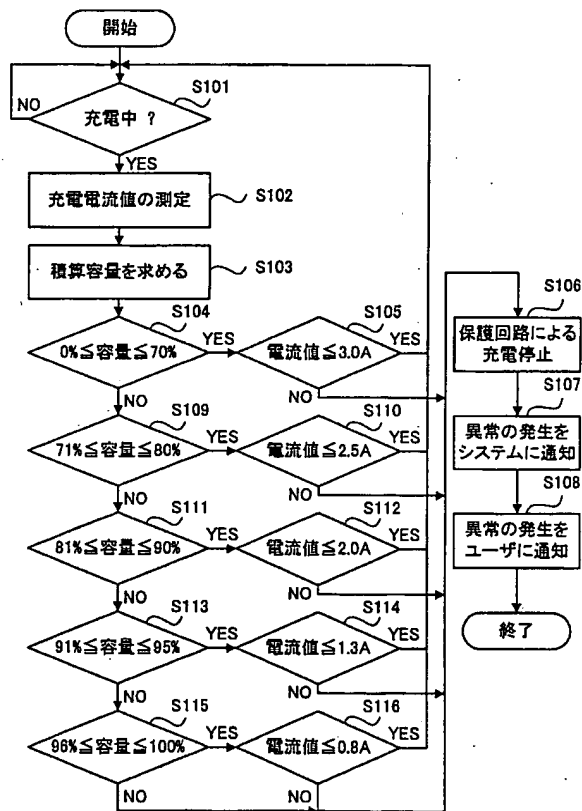 開始
S101
NO
充電中 ?
YES
充電電流値の測定
S102
積算容量を求める
S103
S104
0%≦容量≦70%
YES
S105
電流値≦3.0A
YES
NO
NO
S109
71%≦容量≦80%
YES
S110
電流値≦2.5A
YES
NO
NO
S111
81%≦容量≦90%
YES
S112
電流値≦2.0A
YES
NO
NO
S113
91%≦容量≦95%
YES
S114
電流値≦1.3A
YES
NO
NO
S115
96%≦容量≦100%
YES
S116
電流値≦0.8A
YES
NO
NO
S106
保護回路による
充電停止
S107
異常の発生を
システムに通知
S108
異常の発生を
ユーザに通知
終了